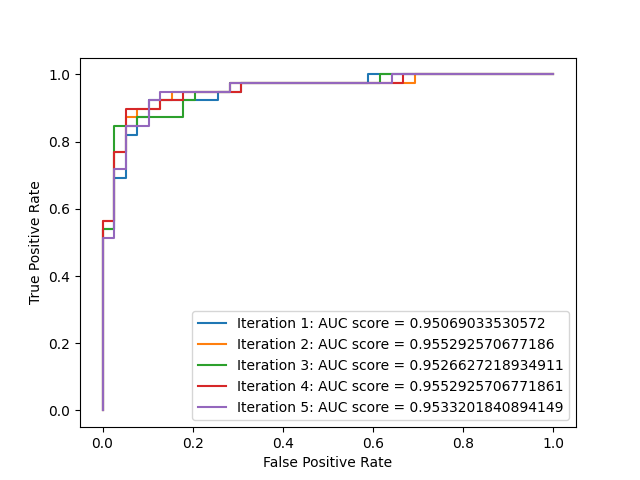 1.0
0.8
0.6
0.4
0.2
0.0
True Positive Rate
Iteration 1: AUC score = 0.95069033530572
Iteration 2: AUC score = 0.955292570677186
Iteration 3: AUC score = 0.9526627218934911
Iteration 4: AUC score = 0.9552925706771861
Iteration 5: AUC score = 0.9533201840894149
0.0 0.2 0.4 0.6 0.8 1.0
False Positive Rate